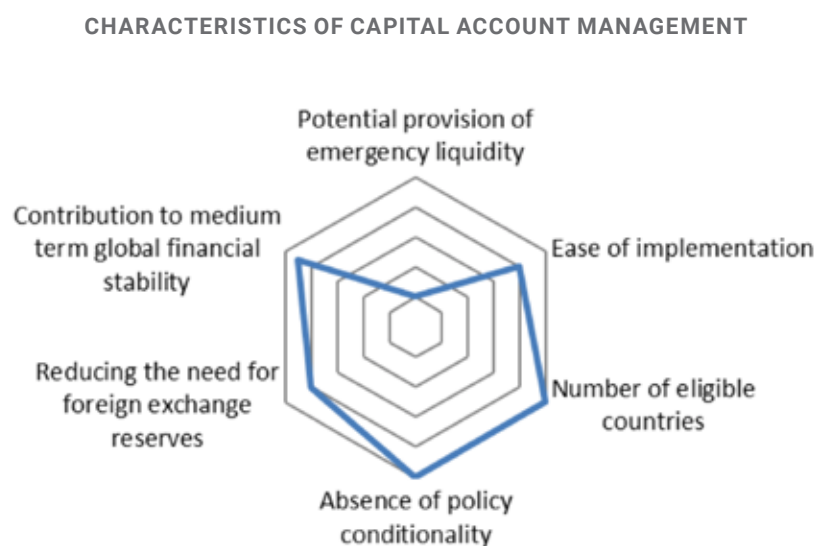 CHARACTERISTICS OF CAPITAL ACCOUNT MANAGEMENT
Potential provision of
emergency liquidity
Ease of implementation
Number of eligible
countries
Absence of policy
conditionality
Reducing the need for
foreign exchange
reserves
Contribution to medium
term global financial
stability